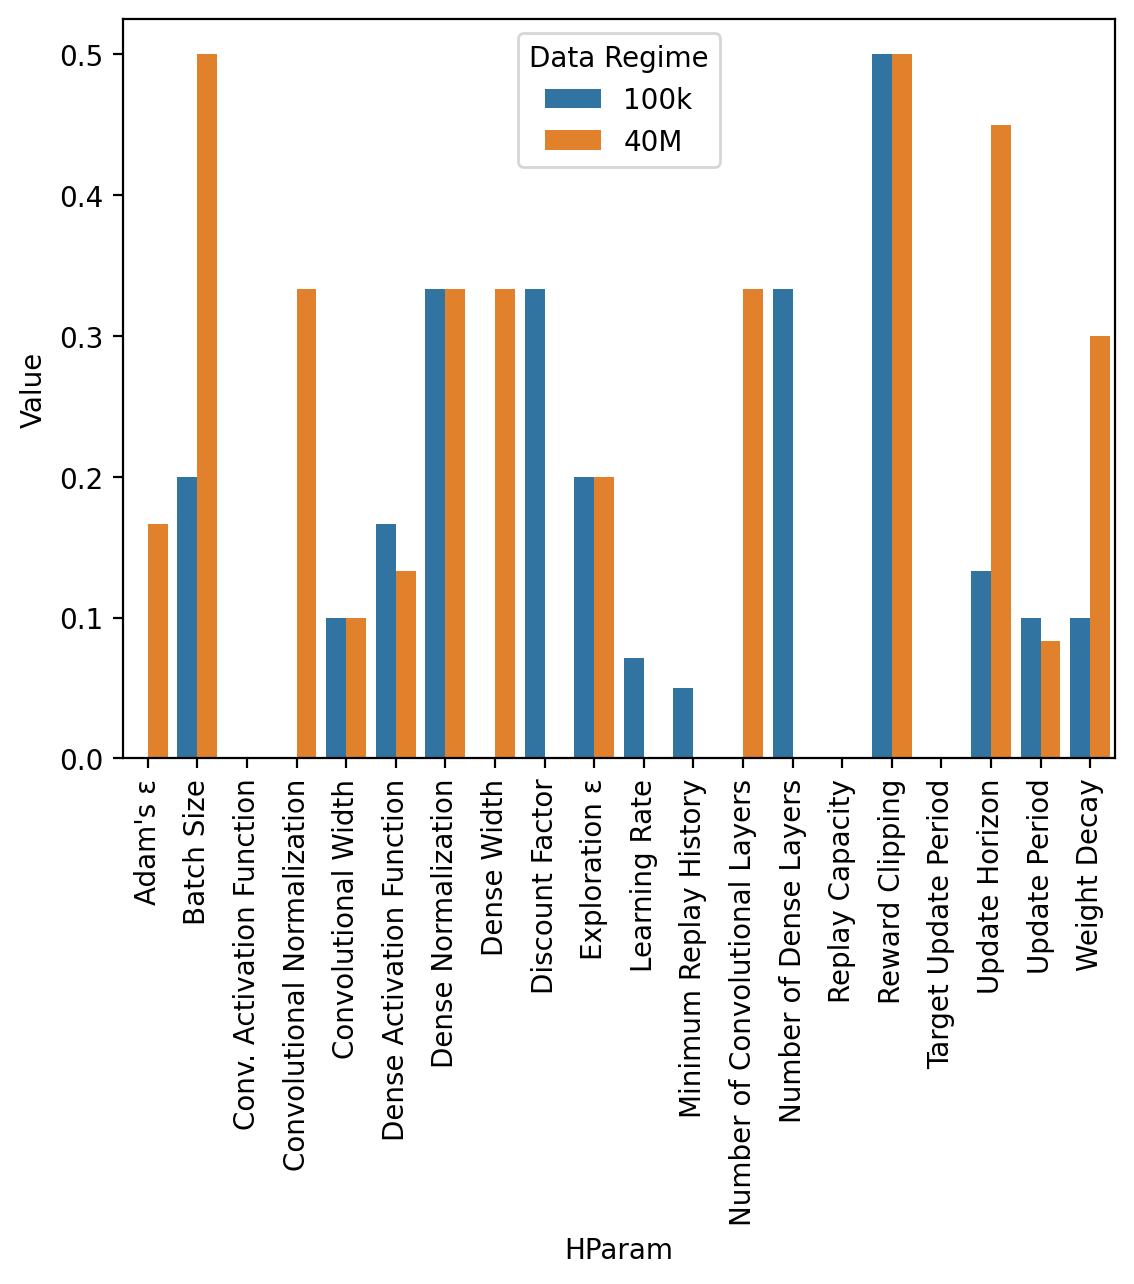 Data Regime
100k
40M
0.5
0.4
0.3
0.2
0.1
0.0
Value
Adam's ε
Batch Size
Conv. Activation Function
Convolutional Normalization
Convolutional Width
Dense Activation Function
Dense Normalization
Dense Width
Discount Factor
Exploration ε
Learning Rate
Minimum Replay History
Number of Convolutional Layers
Number of Dense Layers
Replay Capacity
Reward Clipping
Target Update Period
Update Horizon
Update Period
Weight Decay
HParam